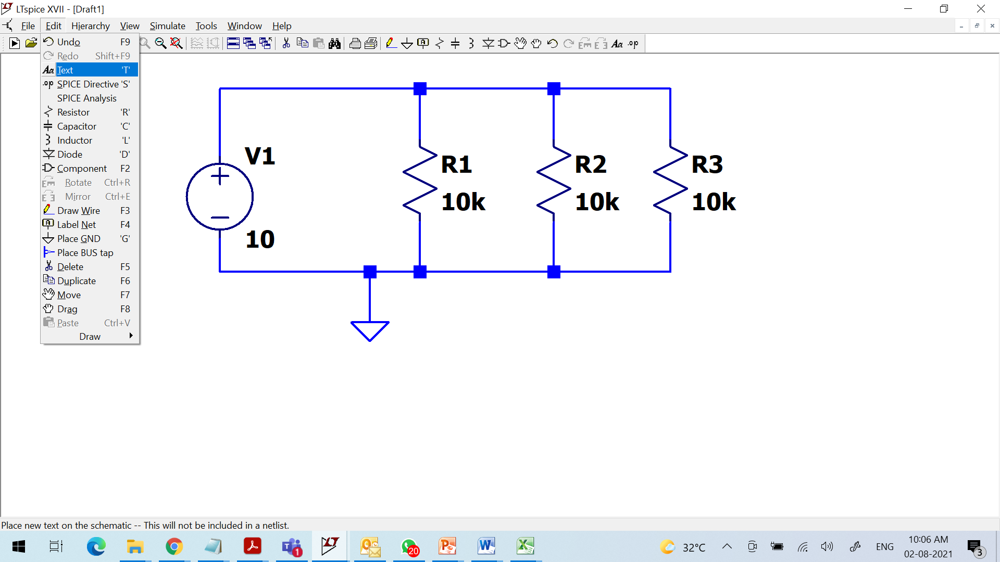 LTspice XVII - [Draft1]
File Edit Hierarchy View Simulate Tools Window Help
Undo F9
Redo Shift+F9
Text 'T'
SPICE Directive 'S'
SPICE Analysis
Resistor 'R'
Capacitor 'C'
Inductor 'L'
Diode 'D'
Component F2
Rotate Ctrl+R
Mirror Ctrl+E
Draw Wire F3
Label Net F4
Place GND 'G'
Place BUS tap
Delete F5
Duplicate F6
Move F7
Drag F8
Paste Ctrl+V
Draw
V1
10
R1
10k
R2
10k
R3
10k
Place new text on the schematic -- This will not be included in a netlist.
1
20
32°C
ENG
10:06 AM
02-08-2021
3